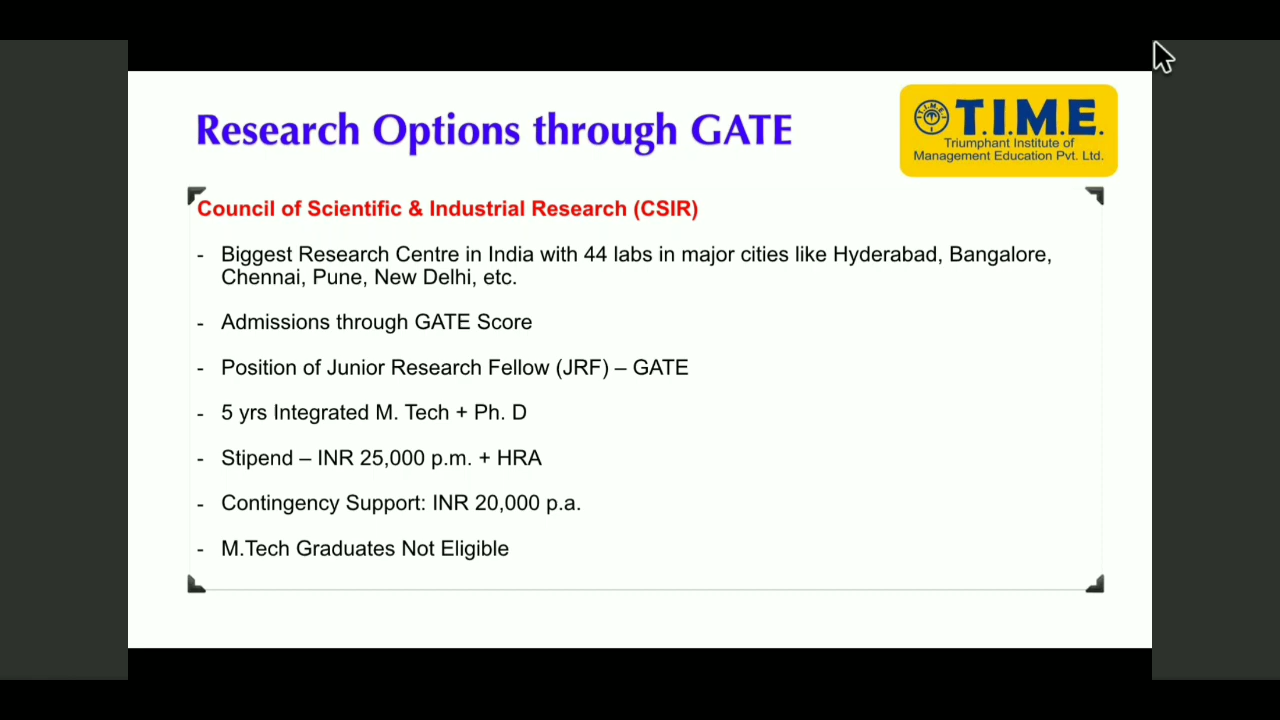 Research Options through GATE
T.I.M.E.
T.I.M.E.
Triumphant Institute of
Management Education Pvt. Ltd.
Council of Scientific & Industrial Research (CSIR)
- Biggest Research Centre in India with 44 labs in major cities like Hyderabad, Bangalore,
Chennai, Pune, New Delhi, etc.
- Admissions through GATE Score
- Position of Junior Research Fellow (JRF) – GATE
- 5 yrs Integrated M. Tech + Ph. D
- Stipend – INR 25,000 p.m. + HRA
- Contingency Support: INR 20,000 p.a.
- M.Tech Graduates Not Eligible